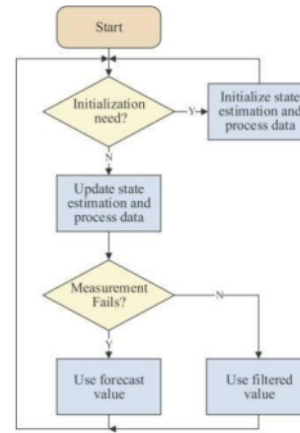 Start
Initialization
need?
Y
Initialize state
estimation and
process data
N
Update state
estimation and
process data
Measurement
Fails?
N
Y
Use forecast
value
Use filtered
value